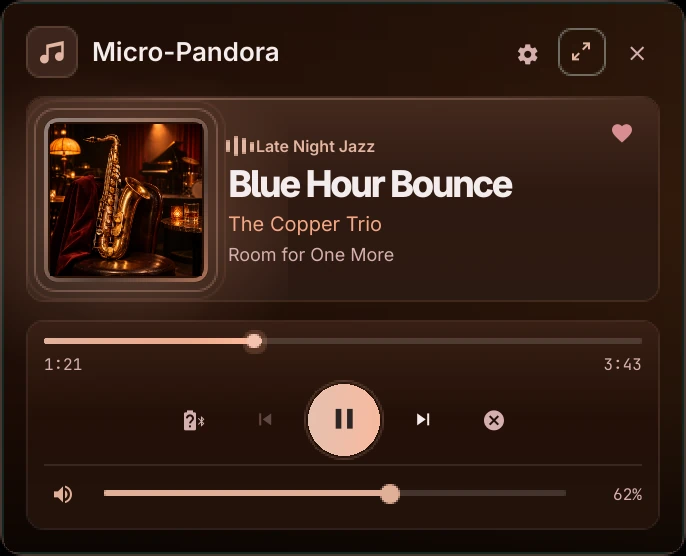 Micro-Pandora
Late Night Jazz
Blue Hour Bounce
The Copper Trio
Room for One More
1:21
3:43
?
62%